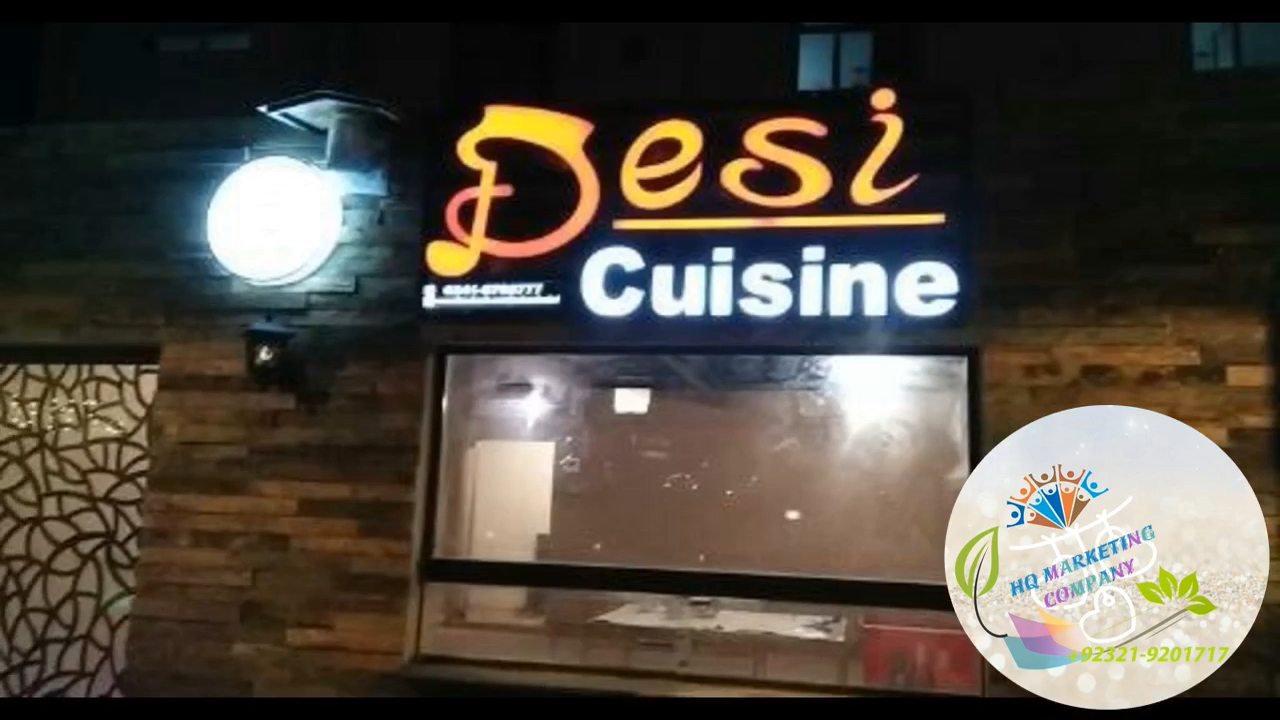 Desi
Cuisine
HQ MARKETING
COMPANY
+92321-9201717